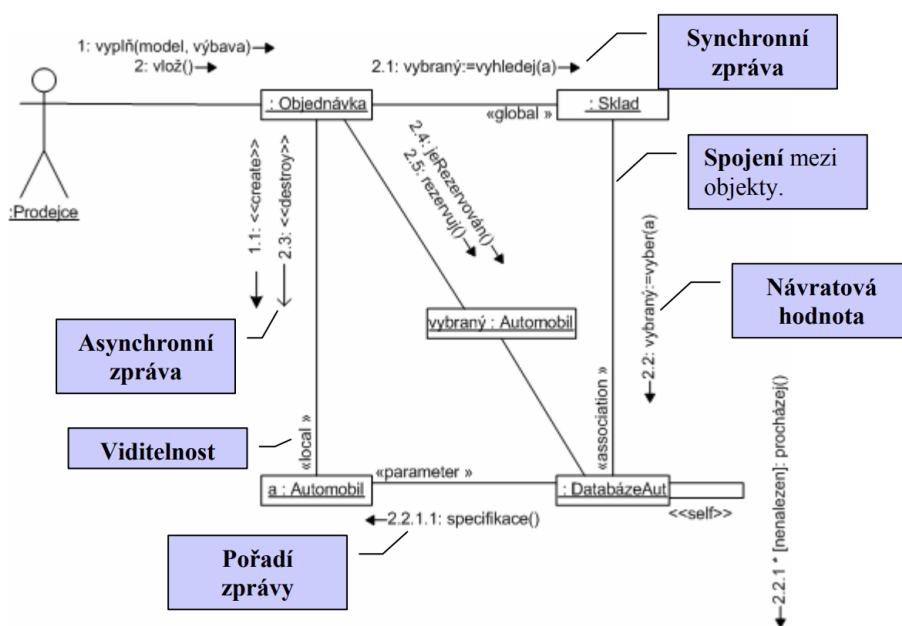 1: vyplň(model, výbava)
2: vlož()
2.1: vybraný:=vyhledej(a)
Synchronní
zpráva
: Objednávka
: Sklad
«global »
:Prodejce
1.1: <<create>>
2.3: <<destroy>>
2.4: jeRezervován()
2.5: rezervuj()
Spojení mezi
objekty.
2.2: vybraný:=vyber(a)
Návratová
hodnota
Asynchronní
zpráva
vybraný : Automobil
Viditelnost
«local »
«parameter »
«association »
a : Automobil
: DatabázeAut
<<self>>
2.2.1.1: specifikace()
Pořadí
zprávy
2.2.1 * [nenalezen]: procházej()